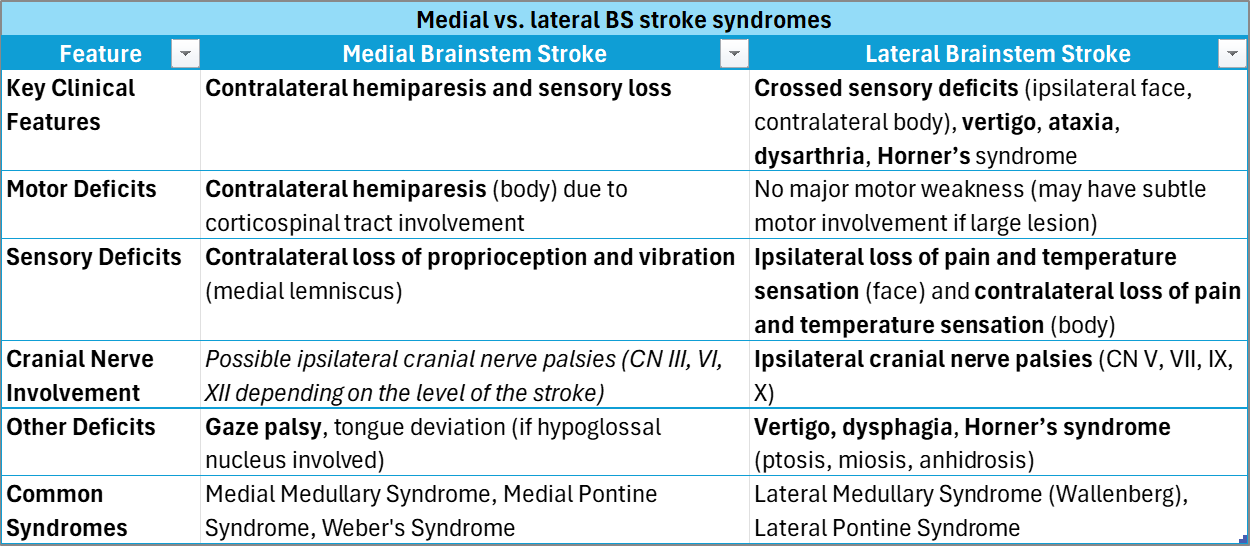 Medial vs. lateral BS stroke syndromes
Feature
Medial Brainstem Stroke
Lateral Brainstem Stroke
Key Clinical
Features
Contralateral hemiparesis and sensory loss
Crossed sensory deficits (ipsilateral face,
contralateral body), vertigo, ataxia,
dysarthria, Horner’s syndrome
Motor Deficits
Contralateral hemiparesis (body) due to
corticospinal tract involvement
No major motor weakness (may have subtle
motor involvement if large lesion)
Sensory Deficits
Contralateral loss of proprioception and vibration
(medial lemniscus)
Ipsilateral loss of pain and temperature
sensation (face) and contralateral loss of pain
and temperature sensation (body)
Cranial Nerve
Involvement
Possible ipsilateral cranial nerve palsies (CN III, VI,
XII depending on the level of the stroke)
Ipsilateral cranial nerve palsies (CN V, VII, IX,
X)
Other Deficits
Gaze palsy, tongue deviation (if hypoglossal
nucleus involved)
Vertigo, dysphagia, Horner’s syndrome
(ptosis, miosis, anhidrosis)
Common
Syndromes
Medial Medullary Syndrome, Medial Pontine
Syndrome, Weber's Syndrome
Lateral Medullary Syndrome (Wallenberg),
Lateral Pontine Syndrome